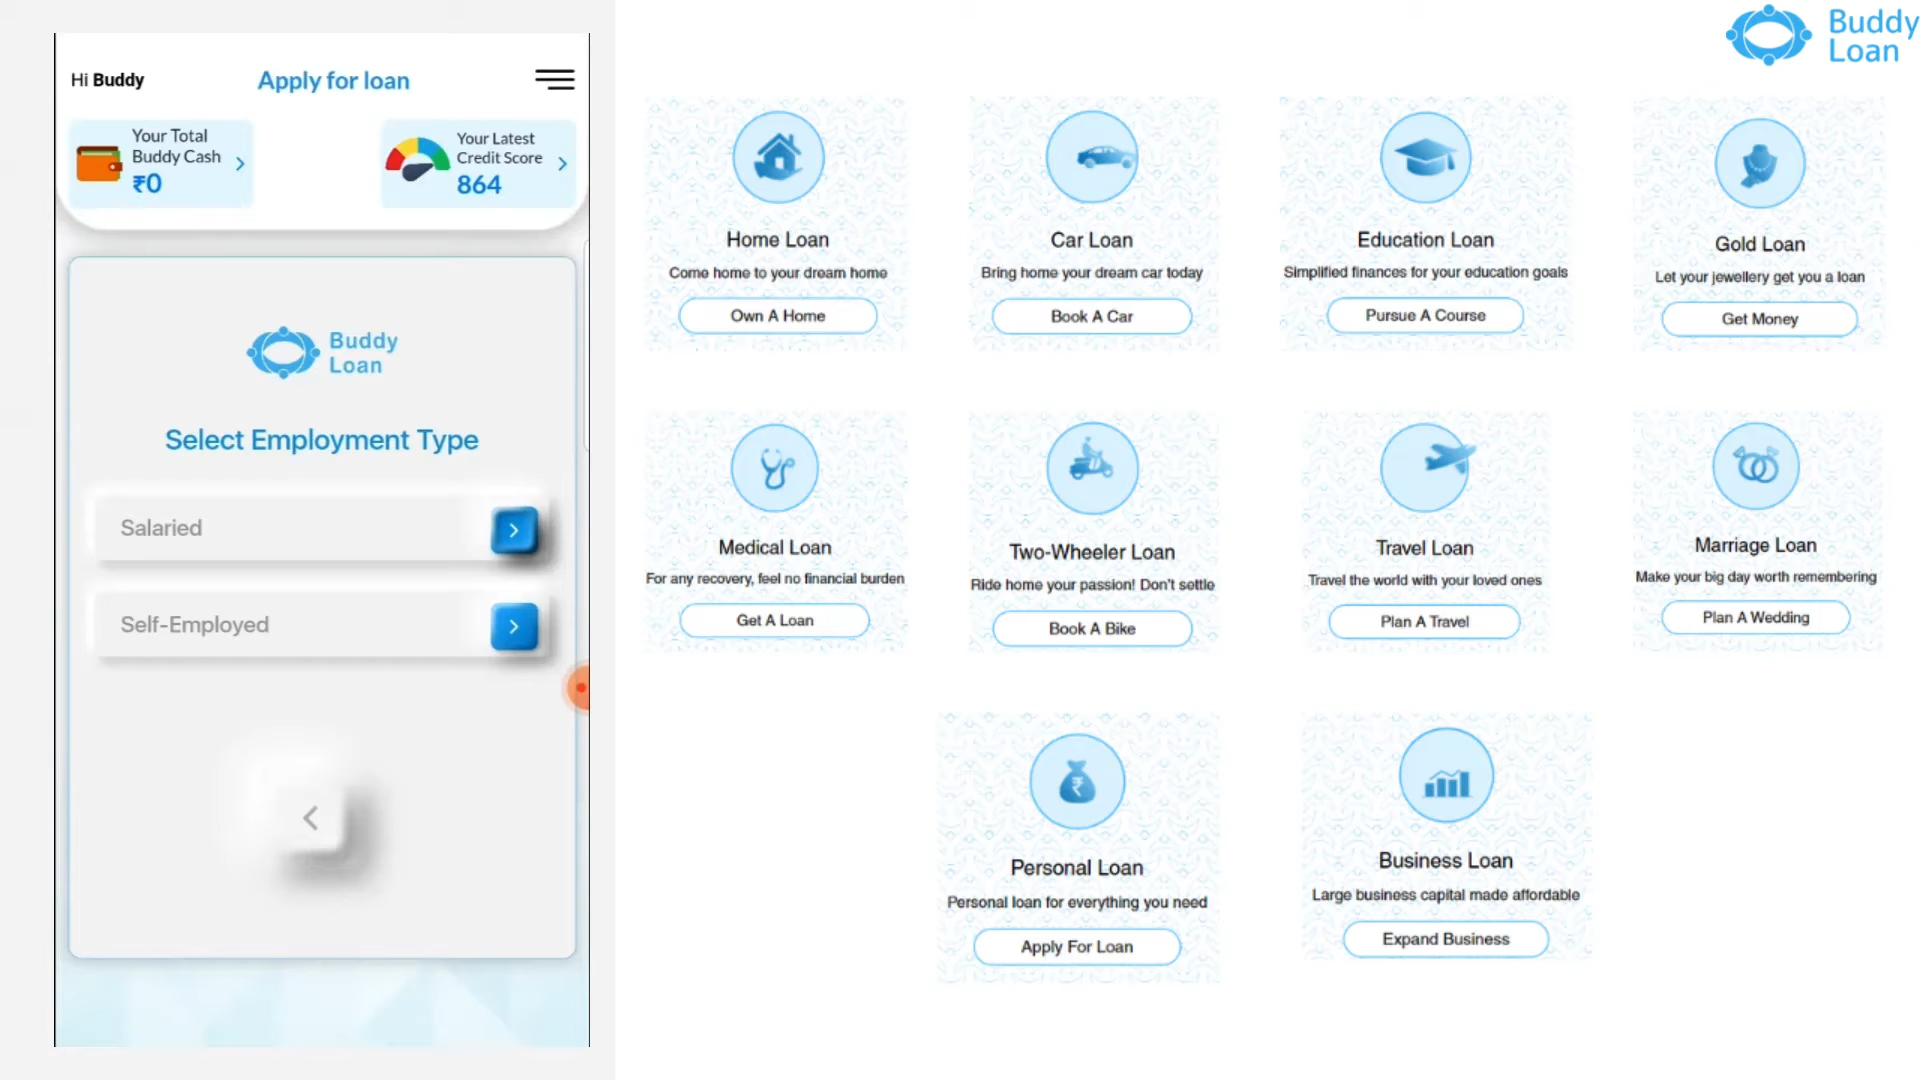 Hi Buddy
Apply for loan
Your Total
Buddy Cash
₹0
Your Latest
Credit Score
864
Buddy
Loan
Select Employment Type
Salaried
Self-Employed
Buddy
Loan
Home Loan
Come home to your dream home
Own A Home
Car Loan
Bring home your dream car today
Book A Car
Education Loan
Simplified finances for your education goals
Pursue A Course
Gold Loan
Let your jewellery get you a loan
Get Money
Medical Loan
For any recovery, feel no financial burden
Get A Loan
Two-Wheeler Loan
Ride home your passion! Don't settle
Book A Bike
Travel Loan
Travel the world with your loved ones
Plan A Travel
Marriage Loan
Make your big day worth remembering
Plan A Wedding
Personal Loan
Personal loan for everything you need
Apply For Loan
Business Loan
Large business capital made affordable
Expand Business